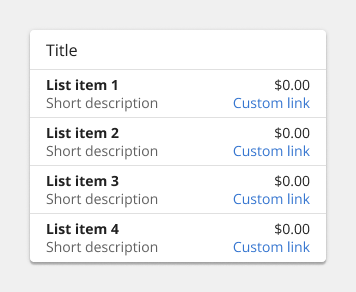 Title
List item 1 $0.00
Short description Custom link
List item 2 $0.00
Short description Custom link
List item 3 $0.00
Short description Custom link
List item 4 $0.00
Short description Custom link